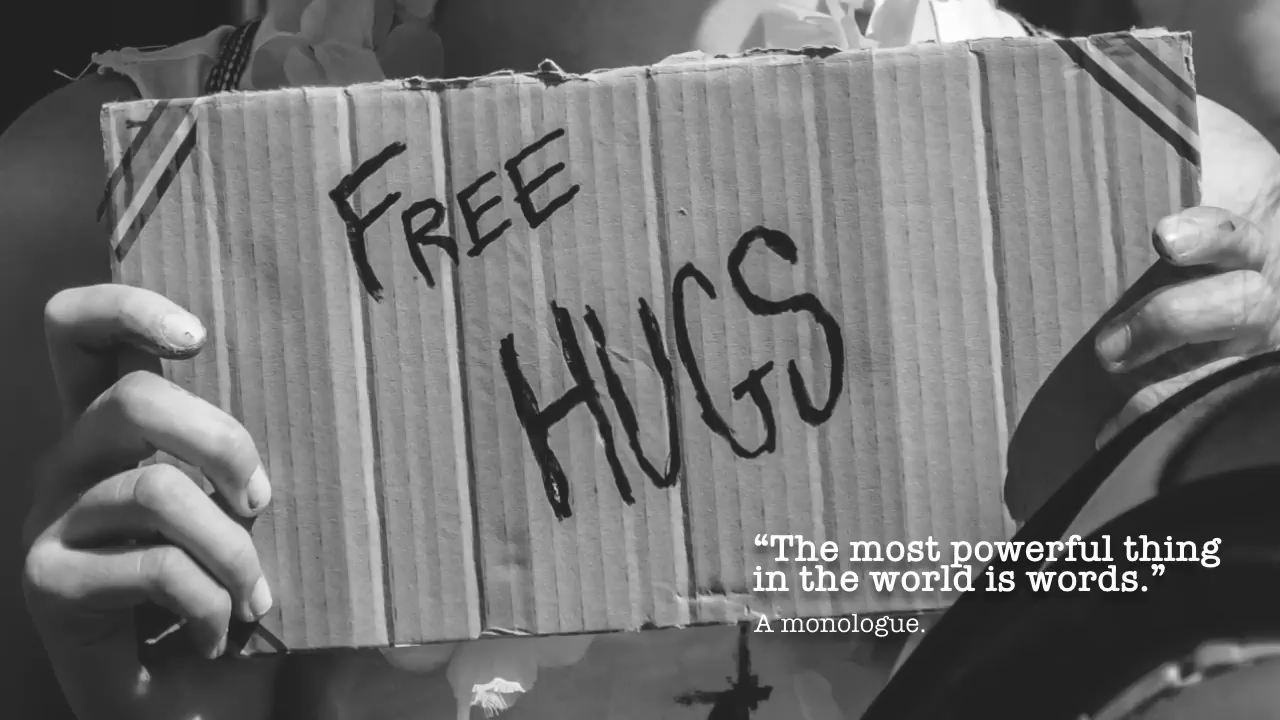 FREE
HUGS
“The most powerful thing
in the world is words.”
A monologue.